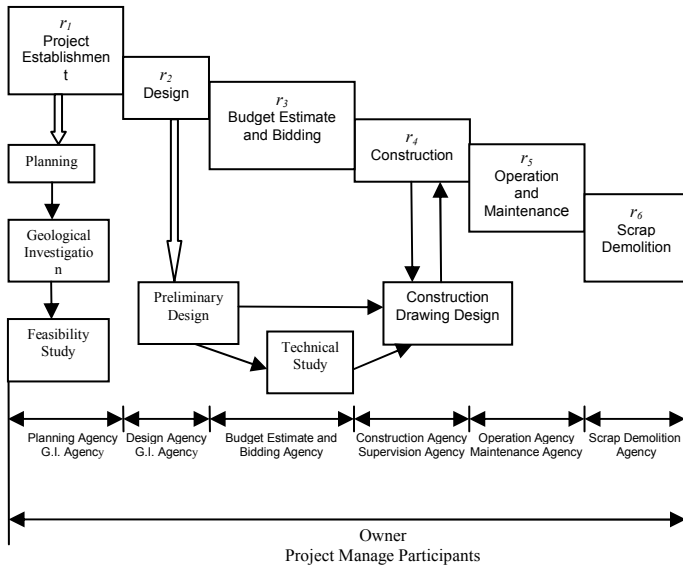 r1
Project
Establishmen
t
r2
Design
r3
Budget Estimate
and Bidding
r4
Construction
r5
Operation
and
Maintenance
r6
Scrap
Demolition
Planning
Geological
Investigatio
n
Feasibility
Study
Preliminary
Design
Technical
Study
Construction
Drawing Design
Planning Agency
G.I. Agency
Design Agency
G.I. Agency
Budget Estimate and
Bidding Agency
Construction Agency
Supervision Agency
Operation Agency
Maintenance Agency
Scrap Demolition
Agency
Owner
Project Manage Participants